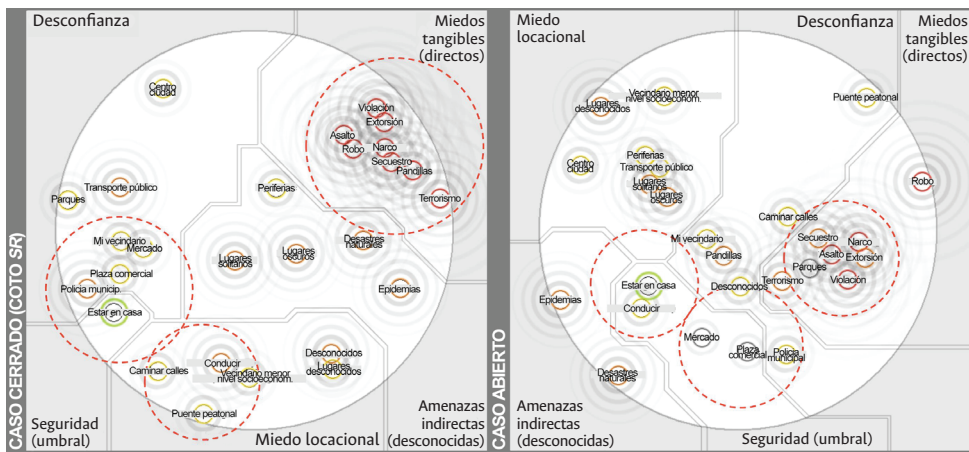 CASO CERRADO (COTO SR)
Desconfianza
Miedos
tangibles
(directos)
Centro
ciudad
Violación
Extorsión
Asalto
Robo
Narco
Secuestro
Pandillas
Terrorismo
Transporte público
Parques
Periferias
Mi vecindario
Mercado
Plaza comercial
Policia municip.
Estar en casa
Lugares
solitarios
Lugares
oscuros
Desastres
naturales
Epidemias
Caminar calles
Conducir
Vecindario menor
nivel socioeconom.
Puente peatonal
Desconocidos
Lugares
desconocidos
Seguridad
(umbral)
Miedo locacional
Amenazas
indirectas
(desconocidas)
CASO ABIERTO
Miedo
locacional
Desconfianza
Miedos
tangibles
(directos)
Lugares
desconocidos
Vecindario menor
nivel socioeconom.
Puente peatonal
Centro
ciudad
Periferias
Transporte público
Lugares
solitarios
Lugares
oscuros
Robo
Caminar calles
Mi vecindario
Pandillas
Secuestro
Narco
Asalto
Extorsión
Parques
Terrorismo
Violación
Desconocidos
Estar en casa
Conducir
Epidemias
Mercado
Plaza
comercial
Policia
municipal
Desastres
naturales
Amenazas
indirectas
(desconocidas)
Seguridad (umbral)